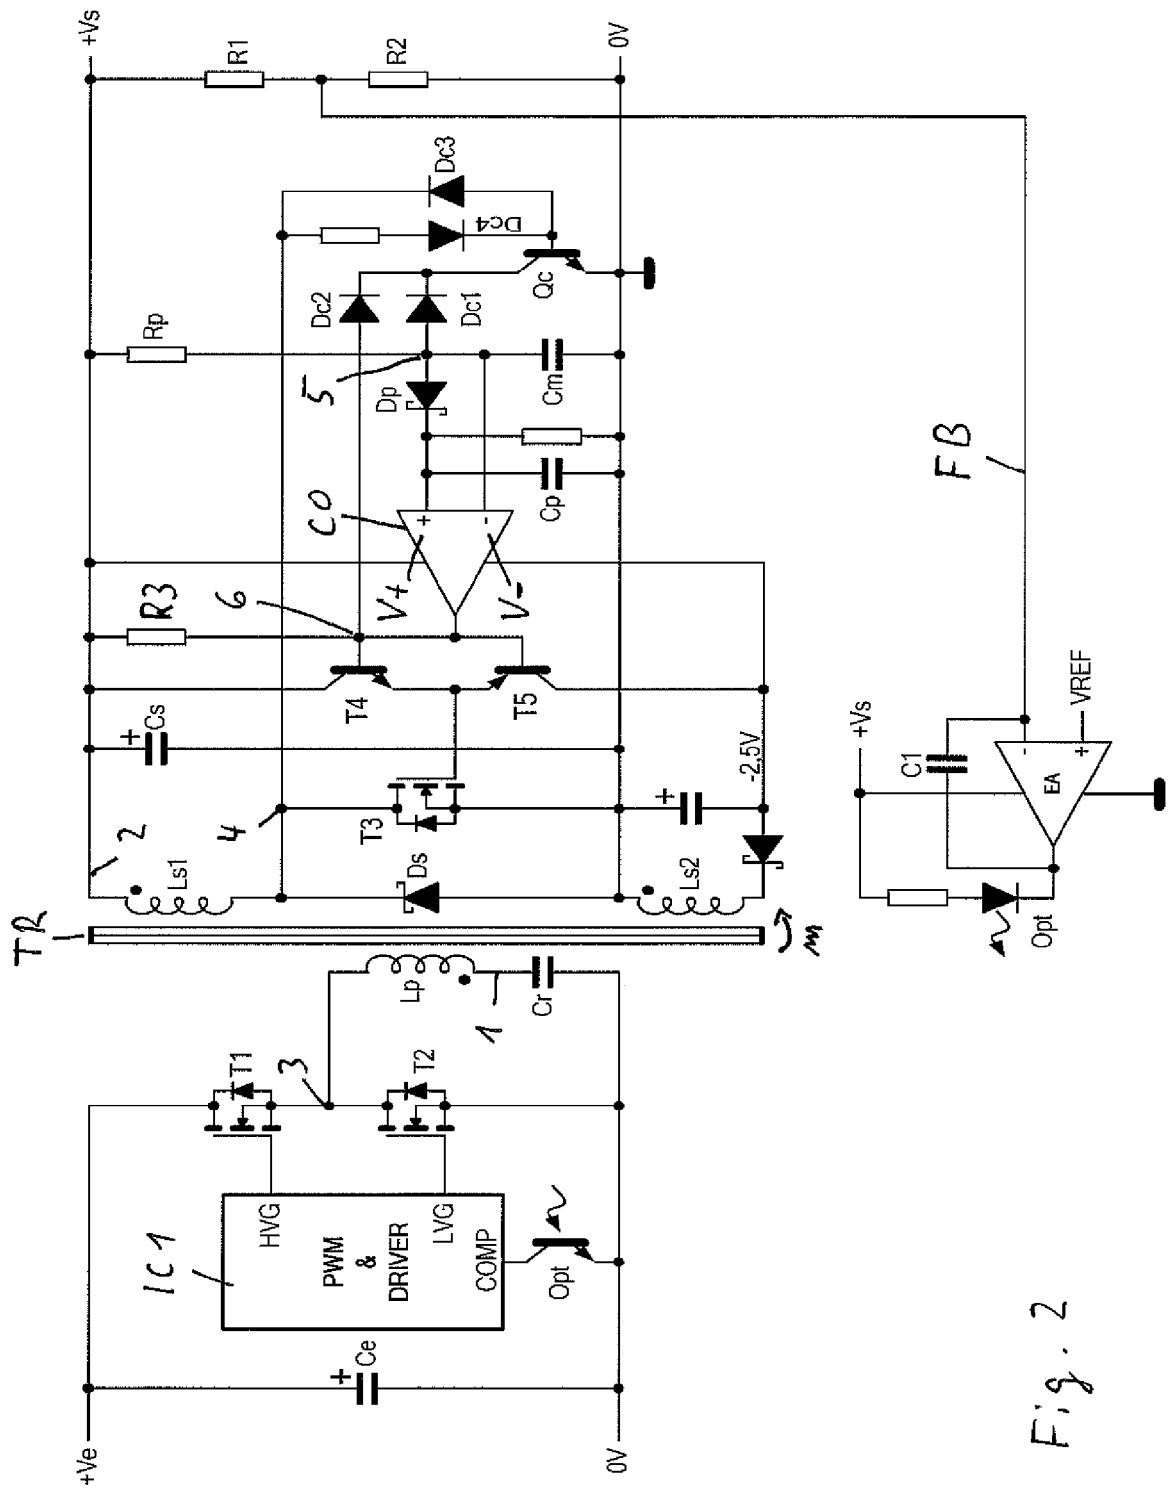 +Ve
0V
Ce
+
IC1
HVG
PWM
&
DRIVER
LVG
COMP
Opt
T1
3
T2
Lp
1
Cr
TR
m
2
Ls1
4
Ds
Ls2
T3
+
-2,5V
Cs
+
T4
T5
R3
6
V+
V-
CO
+
-
Cp
Dp
5
Cm
Rp
Dc2
Dc1
Qc
Dc4
Dc3
R1
R2
+Vs
0V
FB
+Vs
C1
EA
-
+
VREF
Opt
Fig. 2